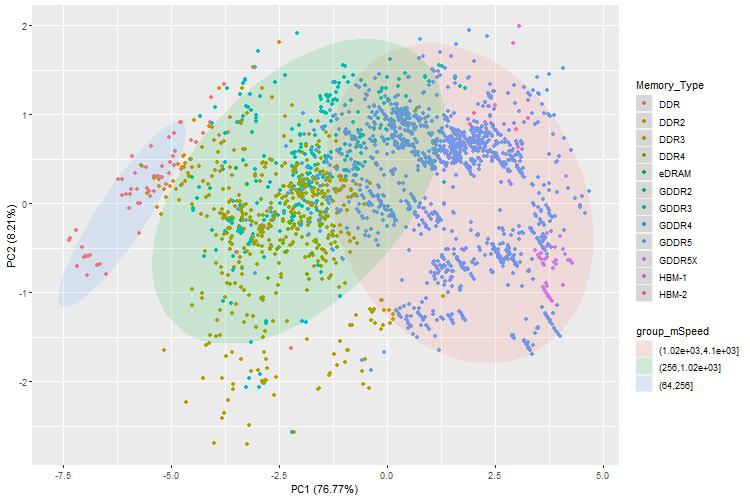 2
1
0
-1
-2
PC2 (6.21%)
-7.5
-5.0
-2.5
0.0
2.5
5.0
PC1 (76.77%)
Memory_Type
DDR
DDR2
DDR3
DDR4
eDRAM
GDDR2
GDDR3
GDDR4
GDDR5
GDDR5X
HBM-1
HBM-2
group_mSpeed
(1.02e+03,4.1e+03]
(256,1.02e+03]
(64,256]